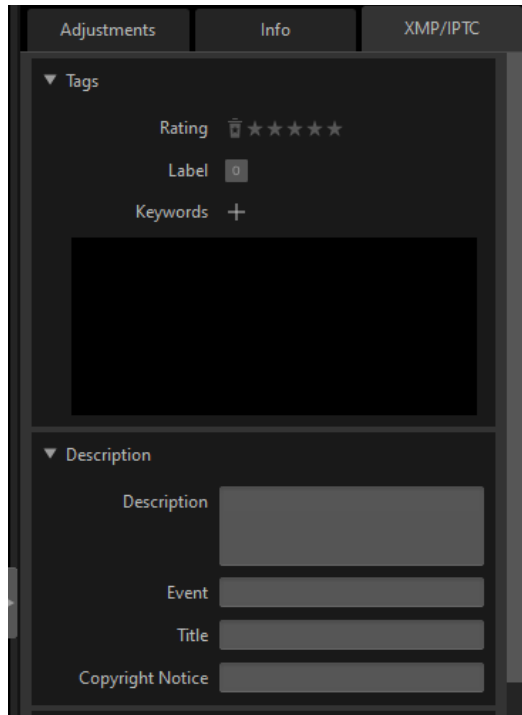 Adjustments Info XMP/IPTC
Tags
Rating
Label 0
Keywords
Description
Description
Event
Title
Copyright Notice